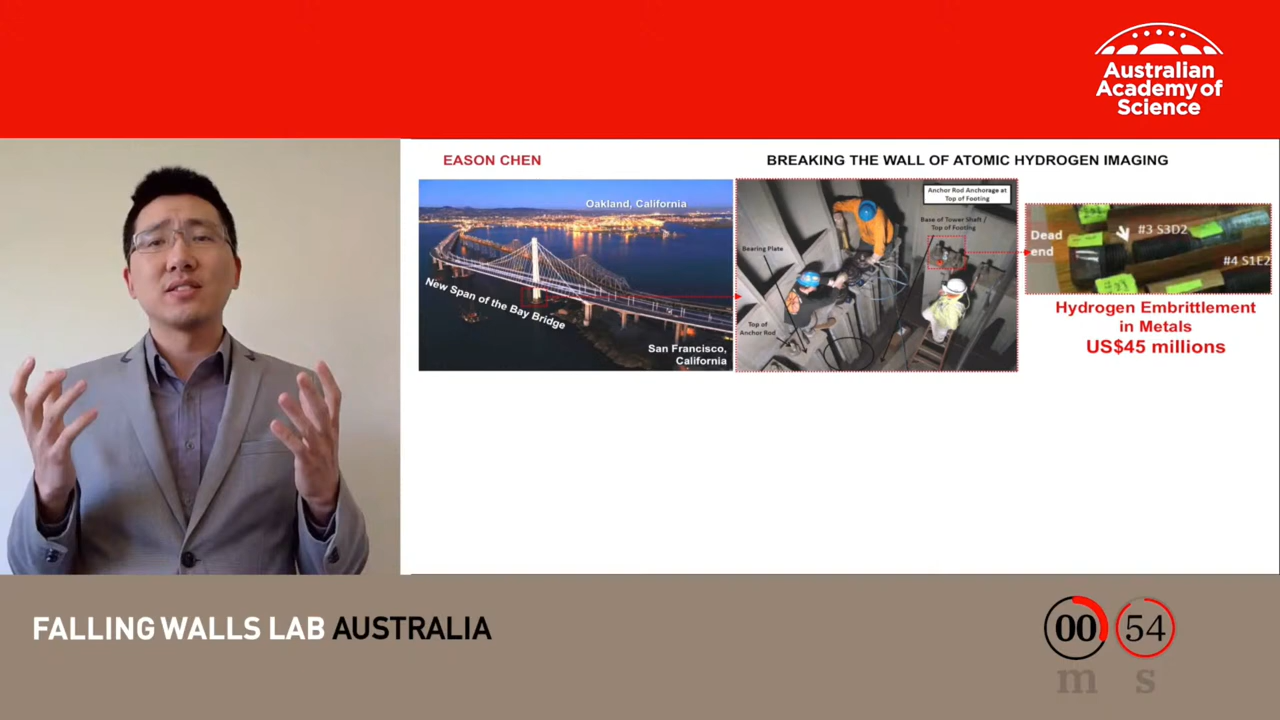 Australian
Academy of
Science
EASON CHEN
BREAKING THE WALL OF ATOMIC HYDROGEN IMAGING
Oakland, California
New Span of the Bay Bridge
San Francisco,
California
Anchor Rod Anchorage at
Top of Footing
Base of Tower Shaft /
Top of Footing
Bearing Plate
Top of
Anchor Rod
Dead
end
#3 S3D2
#4 S1E2
Hydrogen Embrittlement
in Metals
US$45 millions
FALLING WALLS LAB AUSTRALIA
00 54
m s